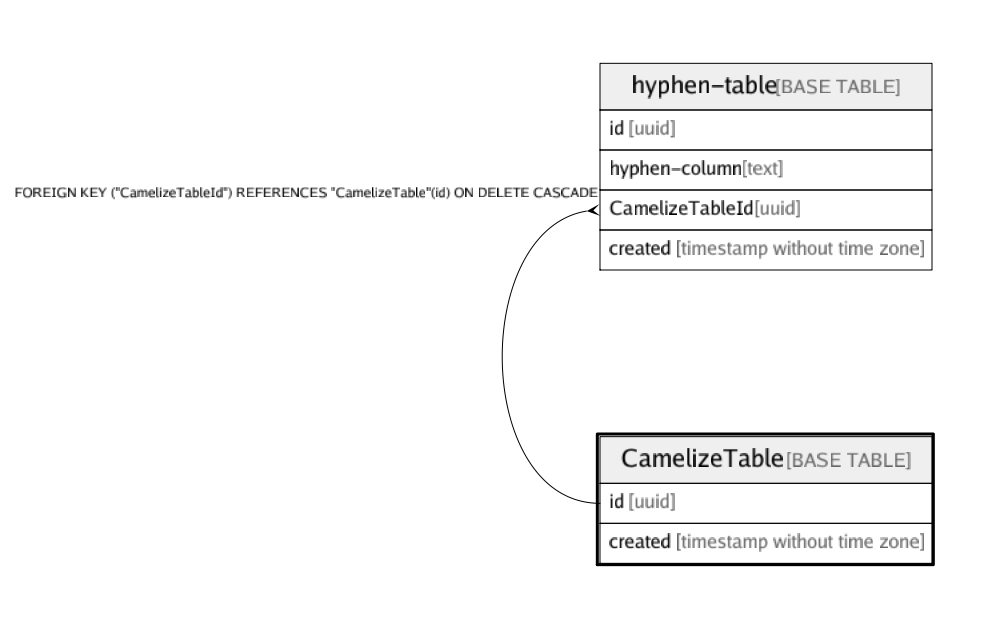 hyphen-table [BASE TABLE]
id [uuid]
hyphen-column [text]
FOREIGN KEY ("CamelizeTableId") REFERENCES "CamelizeTable"(id) ON DELETE CASCADE
CamelizeTableId [uuid]
created [timestamp without time zone]
CamelizeTable [BASE TABLE]
id [uuid]
created [timestamp without time zone]